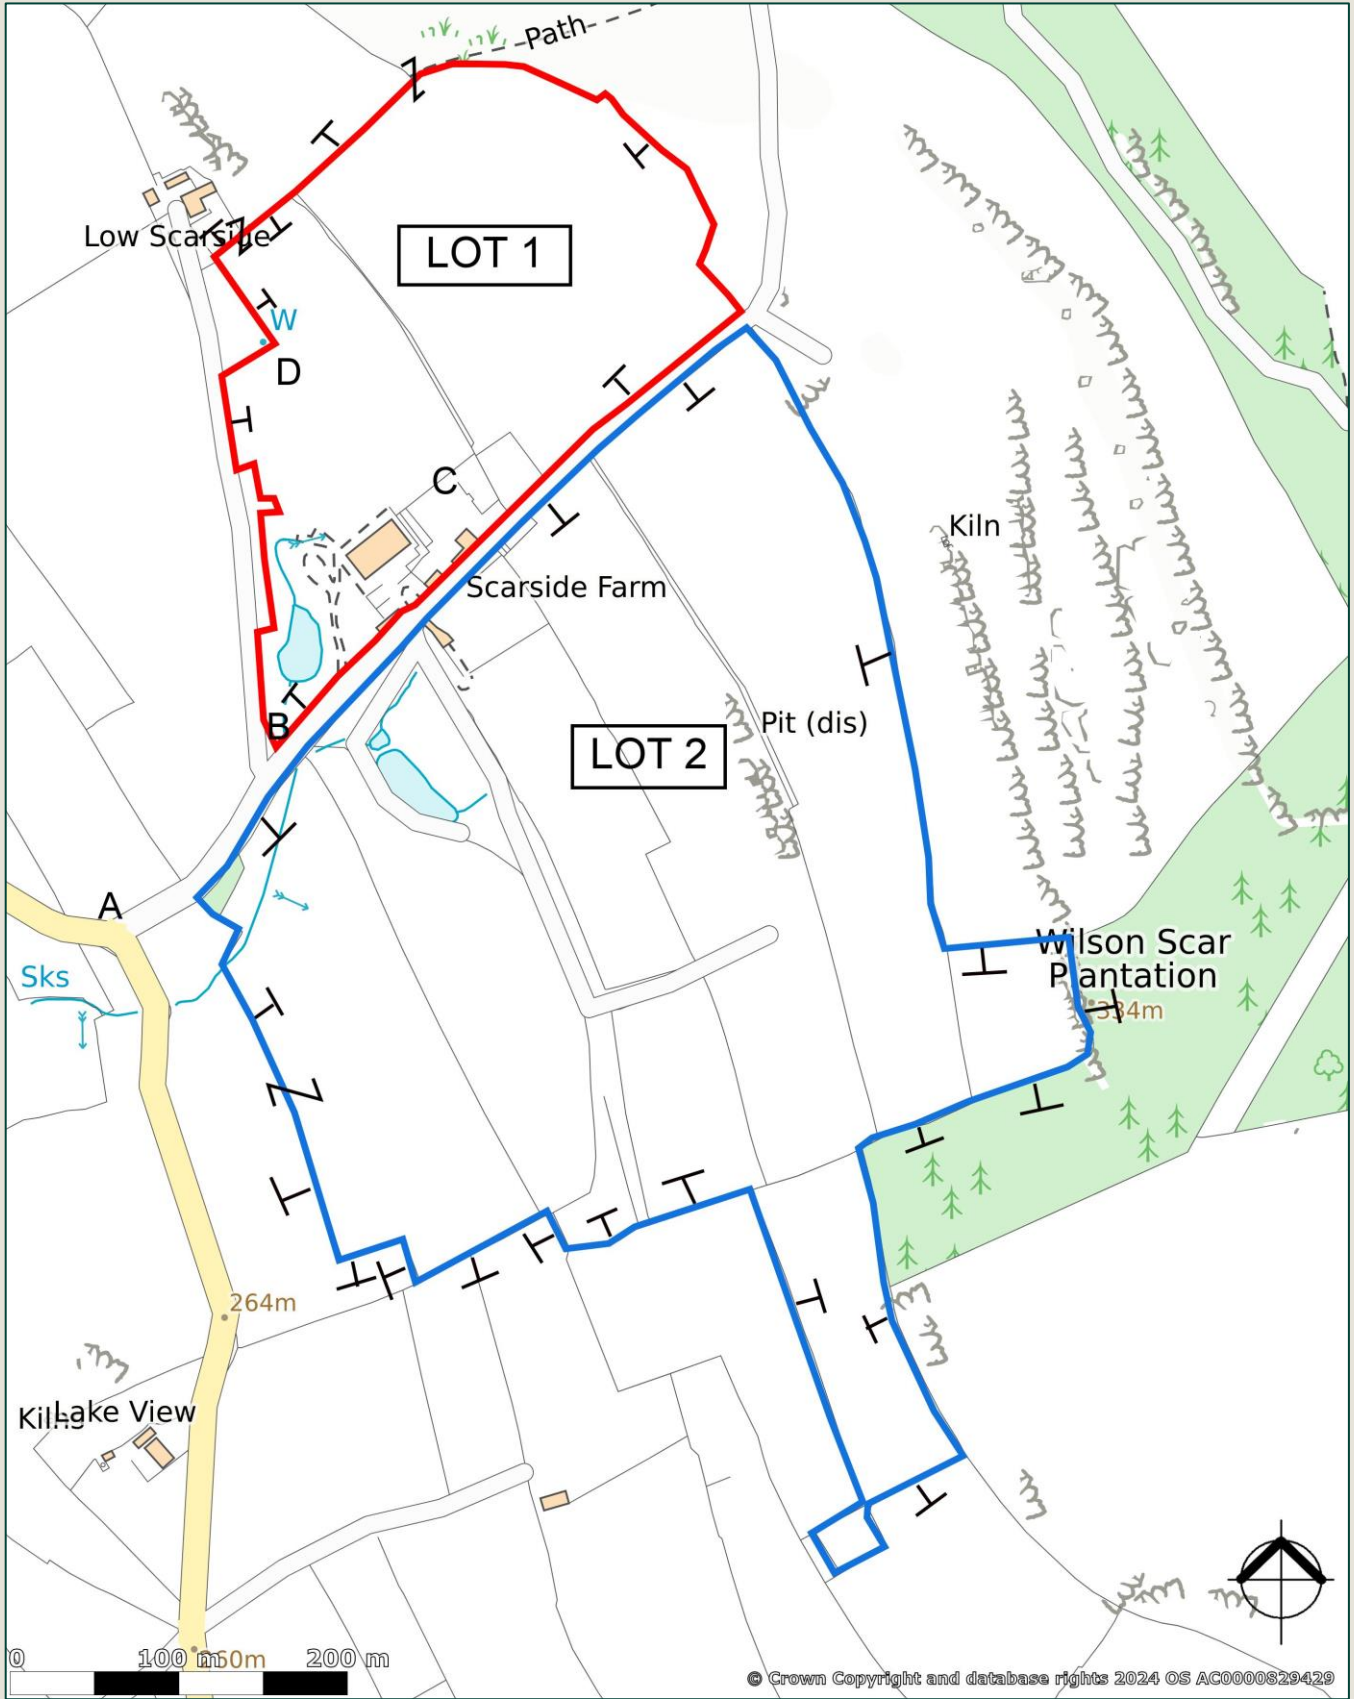 Path
Low Scarside
LOT 1
W
D
C
Kiln
Scarside Farm
B
Pit (dis)
LOT 2
A
Wilson Scar
Plantation
334m
Sks
264m
Kilns
Lake View
0 100 m 200 m
260m
© Crown Copyright and database rights 2024 OS AC0000829429